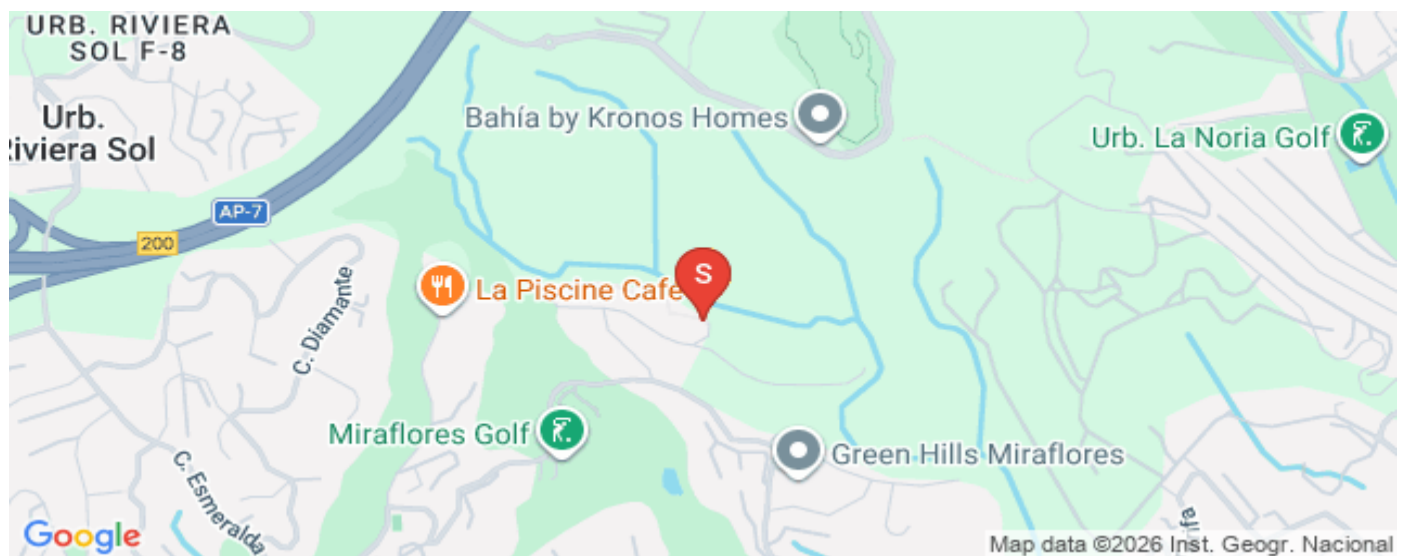 URB. RIVIERA
SOL F-8
Urb.
Riviera Sol
AP-7
200
Bahía by Kronos Homes
Urb. La Noria Golf
La Piscine Cafe
S
C. Diamante
Miraflores Golf
Green Hills Miraflores
C. Esmeralda
Google
Map data ©2026 Inst. Geogr. Nacional